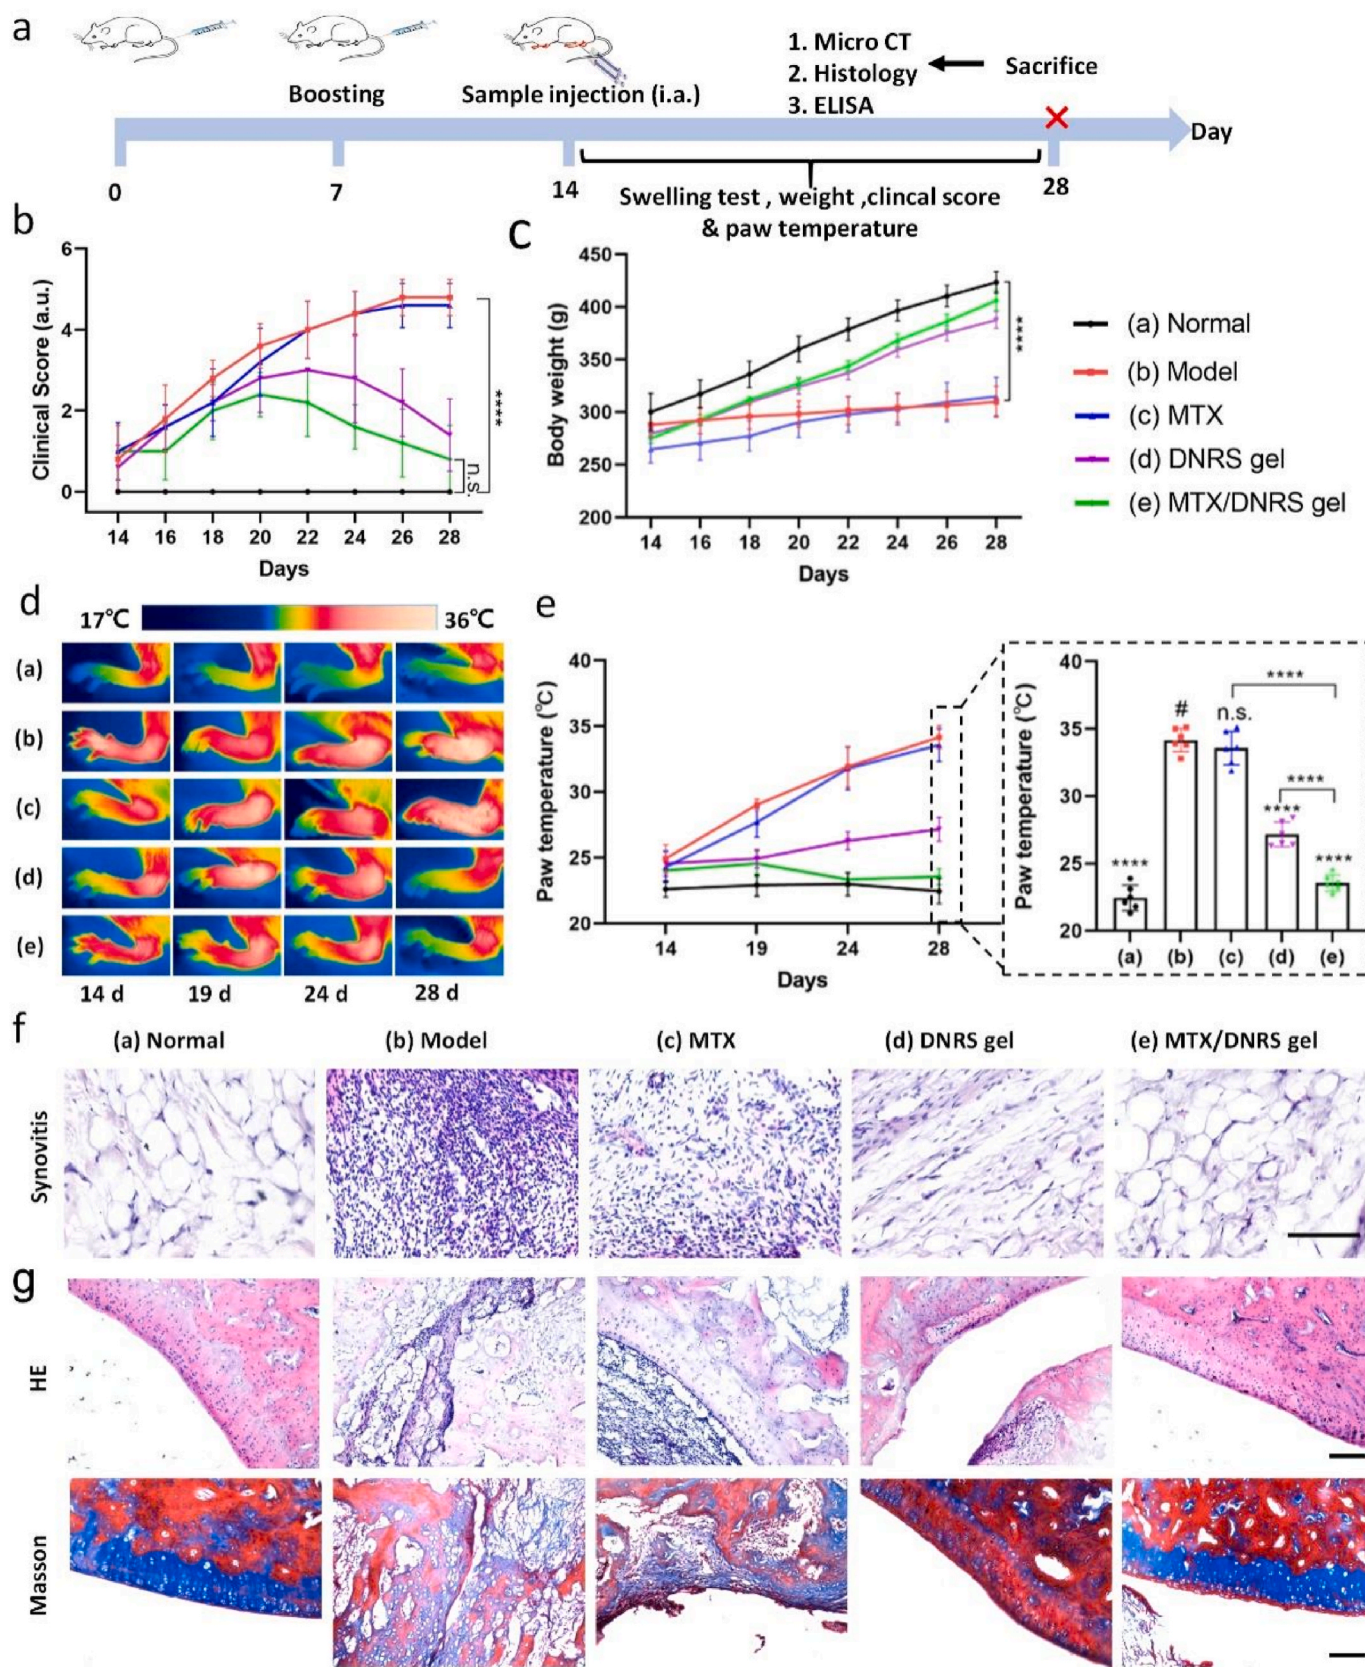 a
1. Micro CT
2. Histology
3. ELISA
Sacrifice
Boosting
Sample injection (i.a.)
Day
0
7
14
28
Swelling test , weight ,clincal score
& paw temperature
b
Clinical Score (a.u.)
6
4
2
0
****
n.s.
14 16 18 20 22 24 26 28
Days
c
Body weight (g)
450
400
350
300
250
200
****
14 16 18 20 22 24 26 28
Days
(a) Normal
(b) Model
(c) MTX
(d) DNRS gel
(e) MTX/DNRS gel
d
17℃ 36℃
(a)
(b)
(c)
(d)
(e)
14 d 19 d 24 d 28 d
e
Paw temperature (℃)
40
35
30
25
20
14 19 24 28
Days
Paw temperature (℃)
40
35
30
25
20
****
#
n.s.
****
****
****
****
(a) (b) (c) (d) (e)
f
(a) Normal (b) Model (c) MTX (d) DNRS gel (e) MTX/DNRS gel
Synovitis
g
HE
Masson